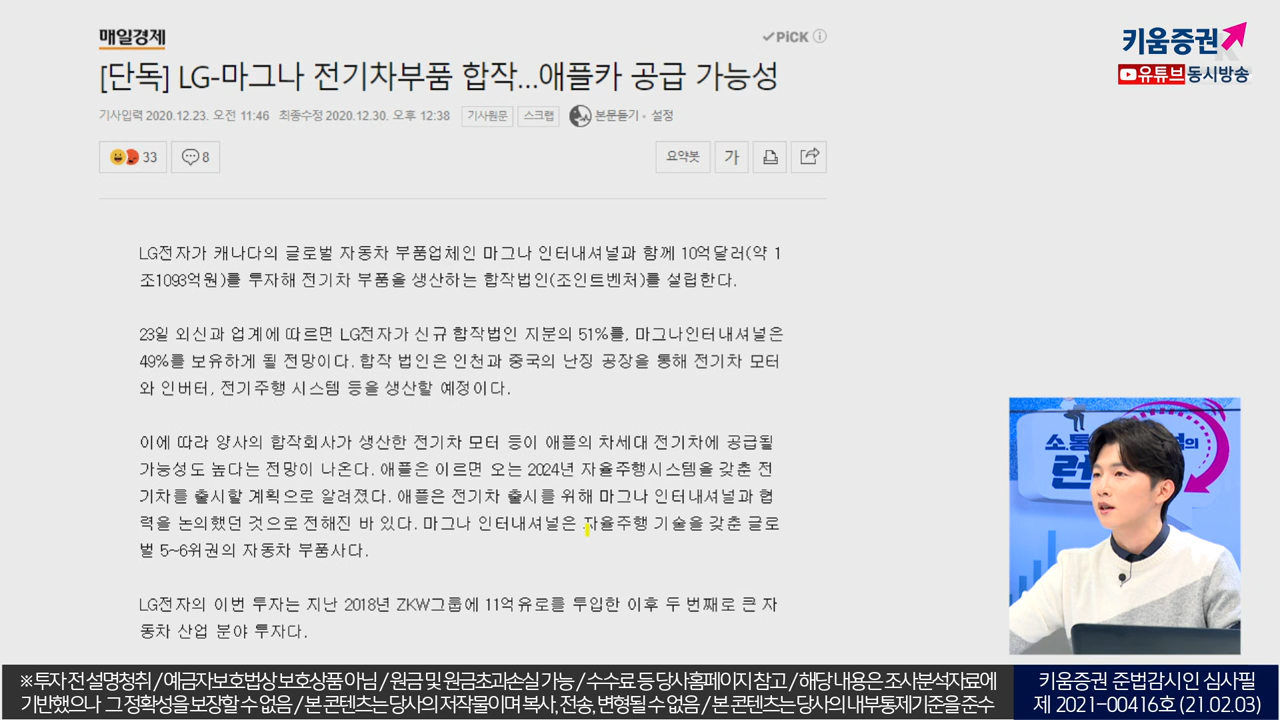 매일경제
PiCK
[단독] LG-마그나 전기차부품 합작...애플카 공급 가능성
기사입력 2020.12.23. 오전 11:46 최종수정 2020.12.30. 오후 12:38 기사원문 스크랩 본문듣기 · 설정
33 8 요약봇 가
LG전자가 캐나다의 글로벌 자동차 부품업체인 마그나 인터내셔널과 함께 10억달러(약 1
조1093억원)를 투자해 전기차 부품을 생산하는 합작법인(조인트벤처)를 설립한다.
23일 외신과 업계에 따르면 LG전자가 신규 합작법인 지분의 51%를, 마그나인터내셔널은
49%를 보유하게 될 전망이다. 합작 법인은 인천과 중국의 난징 공장을 통해 전기차 모터
와 인버터, 전기주행 시스템 등을 생산할 예정이다.
이에 따라 양사의 합작회사가 생산한 전기차 모터 등이 애플의 차세대 전기차에 공급될
가능성도 높다는 전망이 나온다. 애플은 이르면 오는 2024년 자율주행시스템을 갖춘 전
기차를 출시할 계획으로 알려졌다. 애플은 전기차 출시를 위해 마그나 인터내셔널과 협
력을 논의했던 것으로 전해진 바 있다. 마그나 인터내셔널은 자율주행 기술을 갖춘 글로
벌 5~6위권의 자동차 부품사다.
LG전자의 이번 투자는 지난 2018년 ZKW그룹에 11억유로를 투입한 이후 두 번째로 큰 자
동차 산업 분야 투자다.
키움증권
유튜브동시방송
소통
의
런
※투자 전 설명청취 / 예금자보호법상 보호상품 아님 / 원금 및 원금초과손실 가능 / 수수료 등 당사홈페이지 참고 / 해당 내용은 조사분석자료에
기반했으나 그 정확성을 보장할 수 없음 / 본 콘텐츠는 당사의 저작물이며 복사, 전송, 변형될 수 없음 / 본 콘텐츠는 당사의 내부통제기준을 준수
키움증권 준법감시인 심사필
제 2021-00416호 (21.02.03)